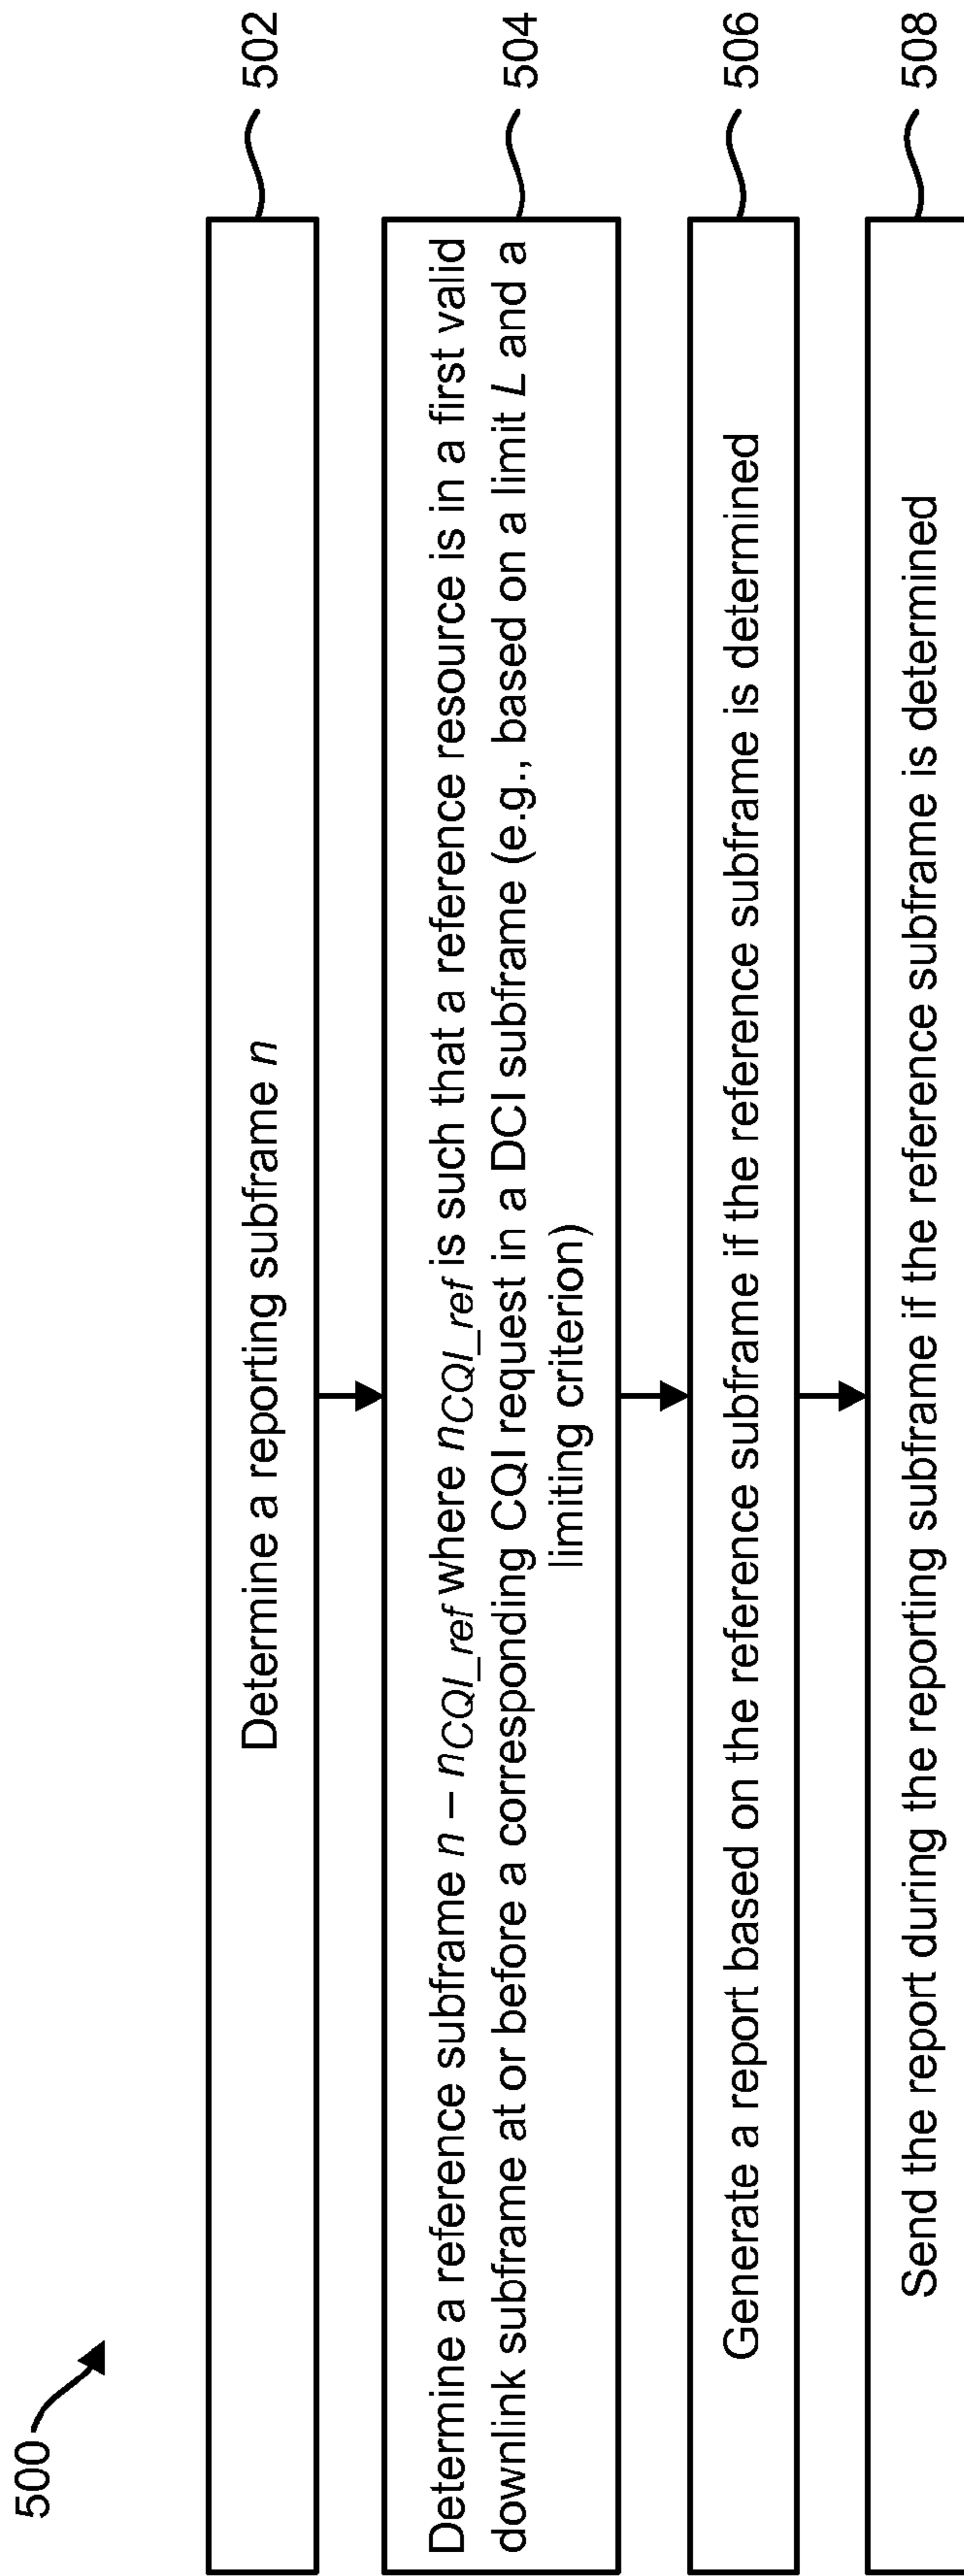 500
Determine a reporting subframe n
502
Determine a reference subframe n – nCQI_ref where nCQI_ref is such that a reference resource is in a first valid
downlink subframe at or before a corresponding CQI request in a DCI subframe (e.g., based on a limit L and a
limiting criterion)
504
Generate a report based on the reference subframe if the reference subframe is determined
506
Send the report during the reporting subframe if the reference subframe is determined
508